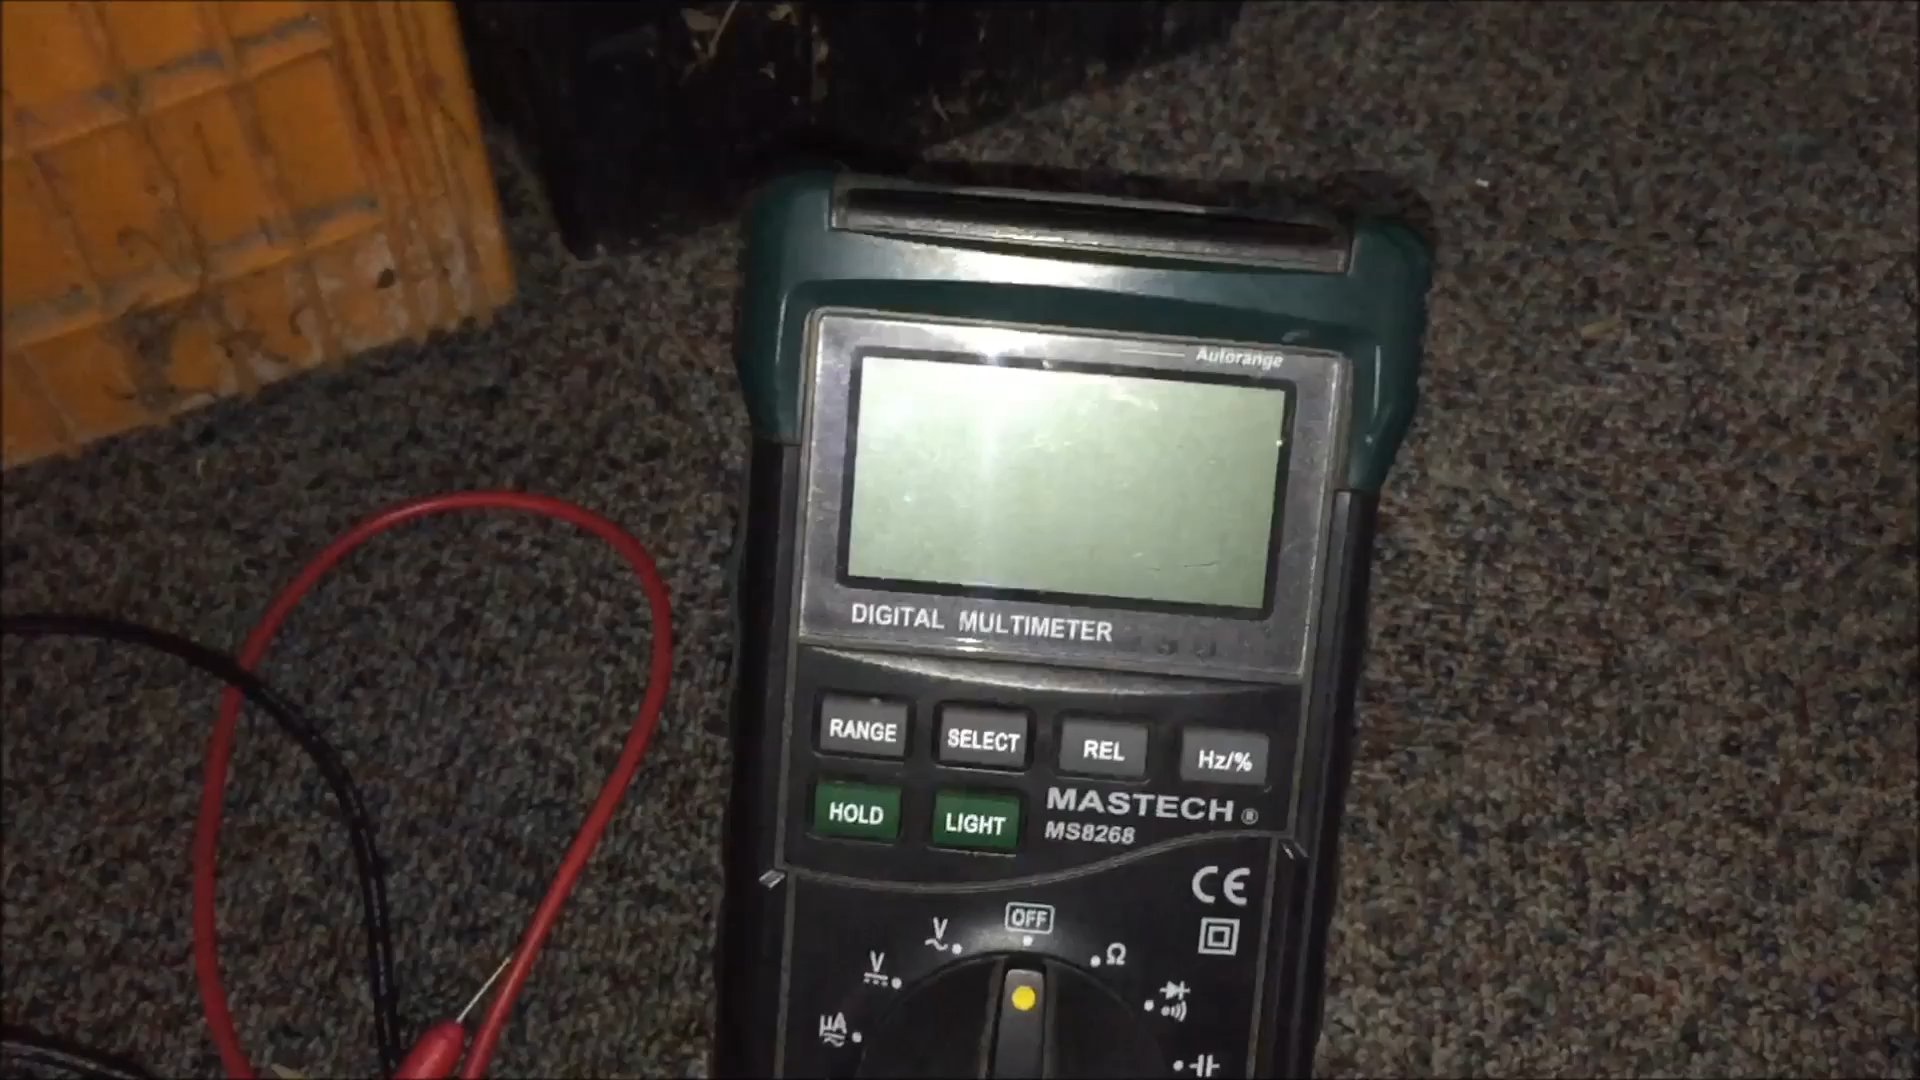 Autorange
DIGITAL MULTIMETER
RANGE
SELECT
REL
Hz/%
HOLD
LIGHT
MASTECH ®
MS8268
CE
OFF
V
Ω
V
µA